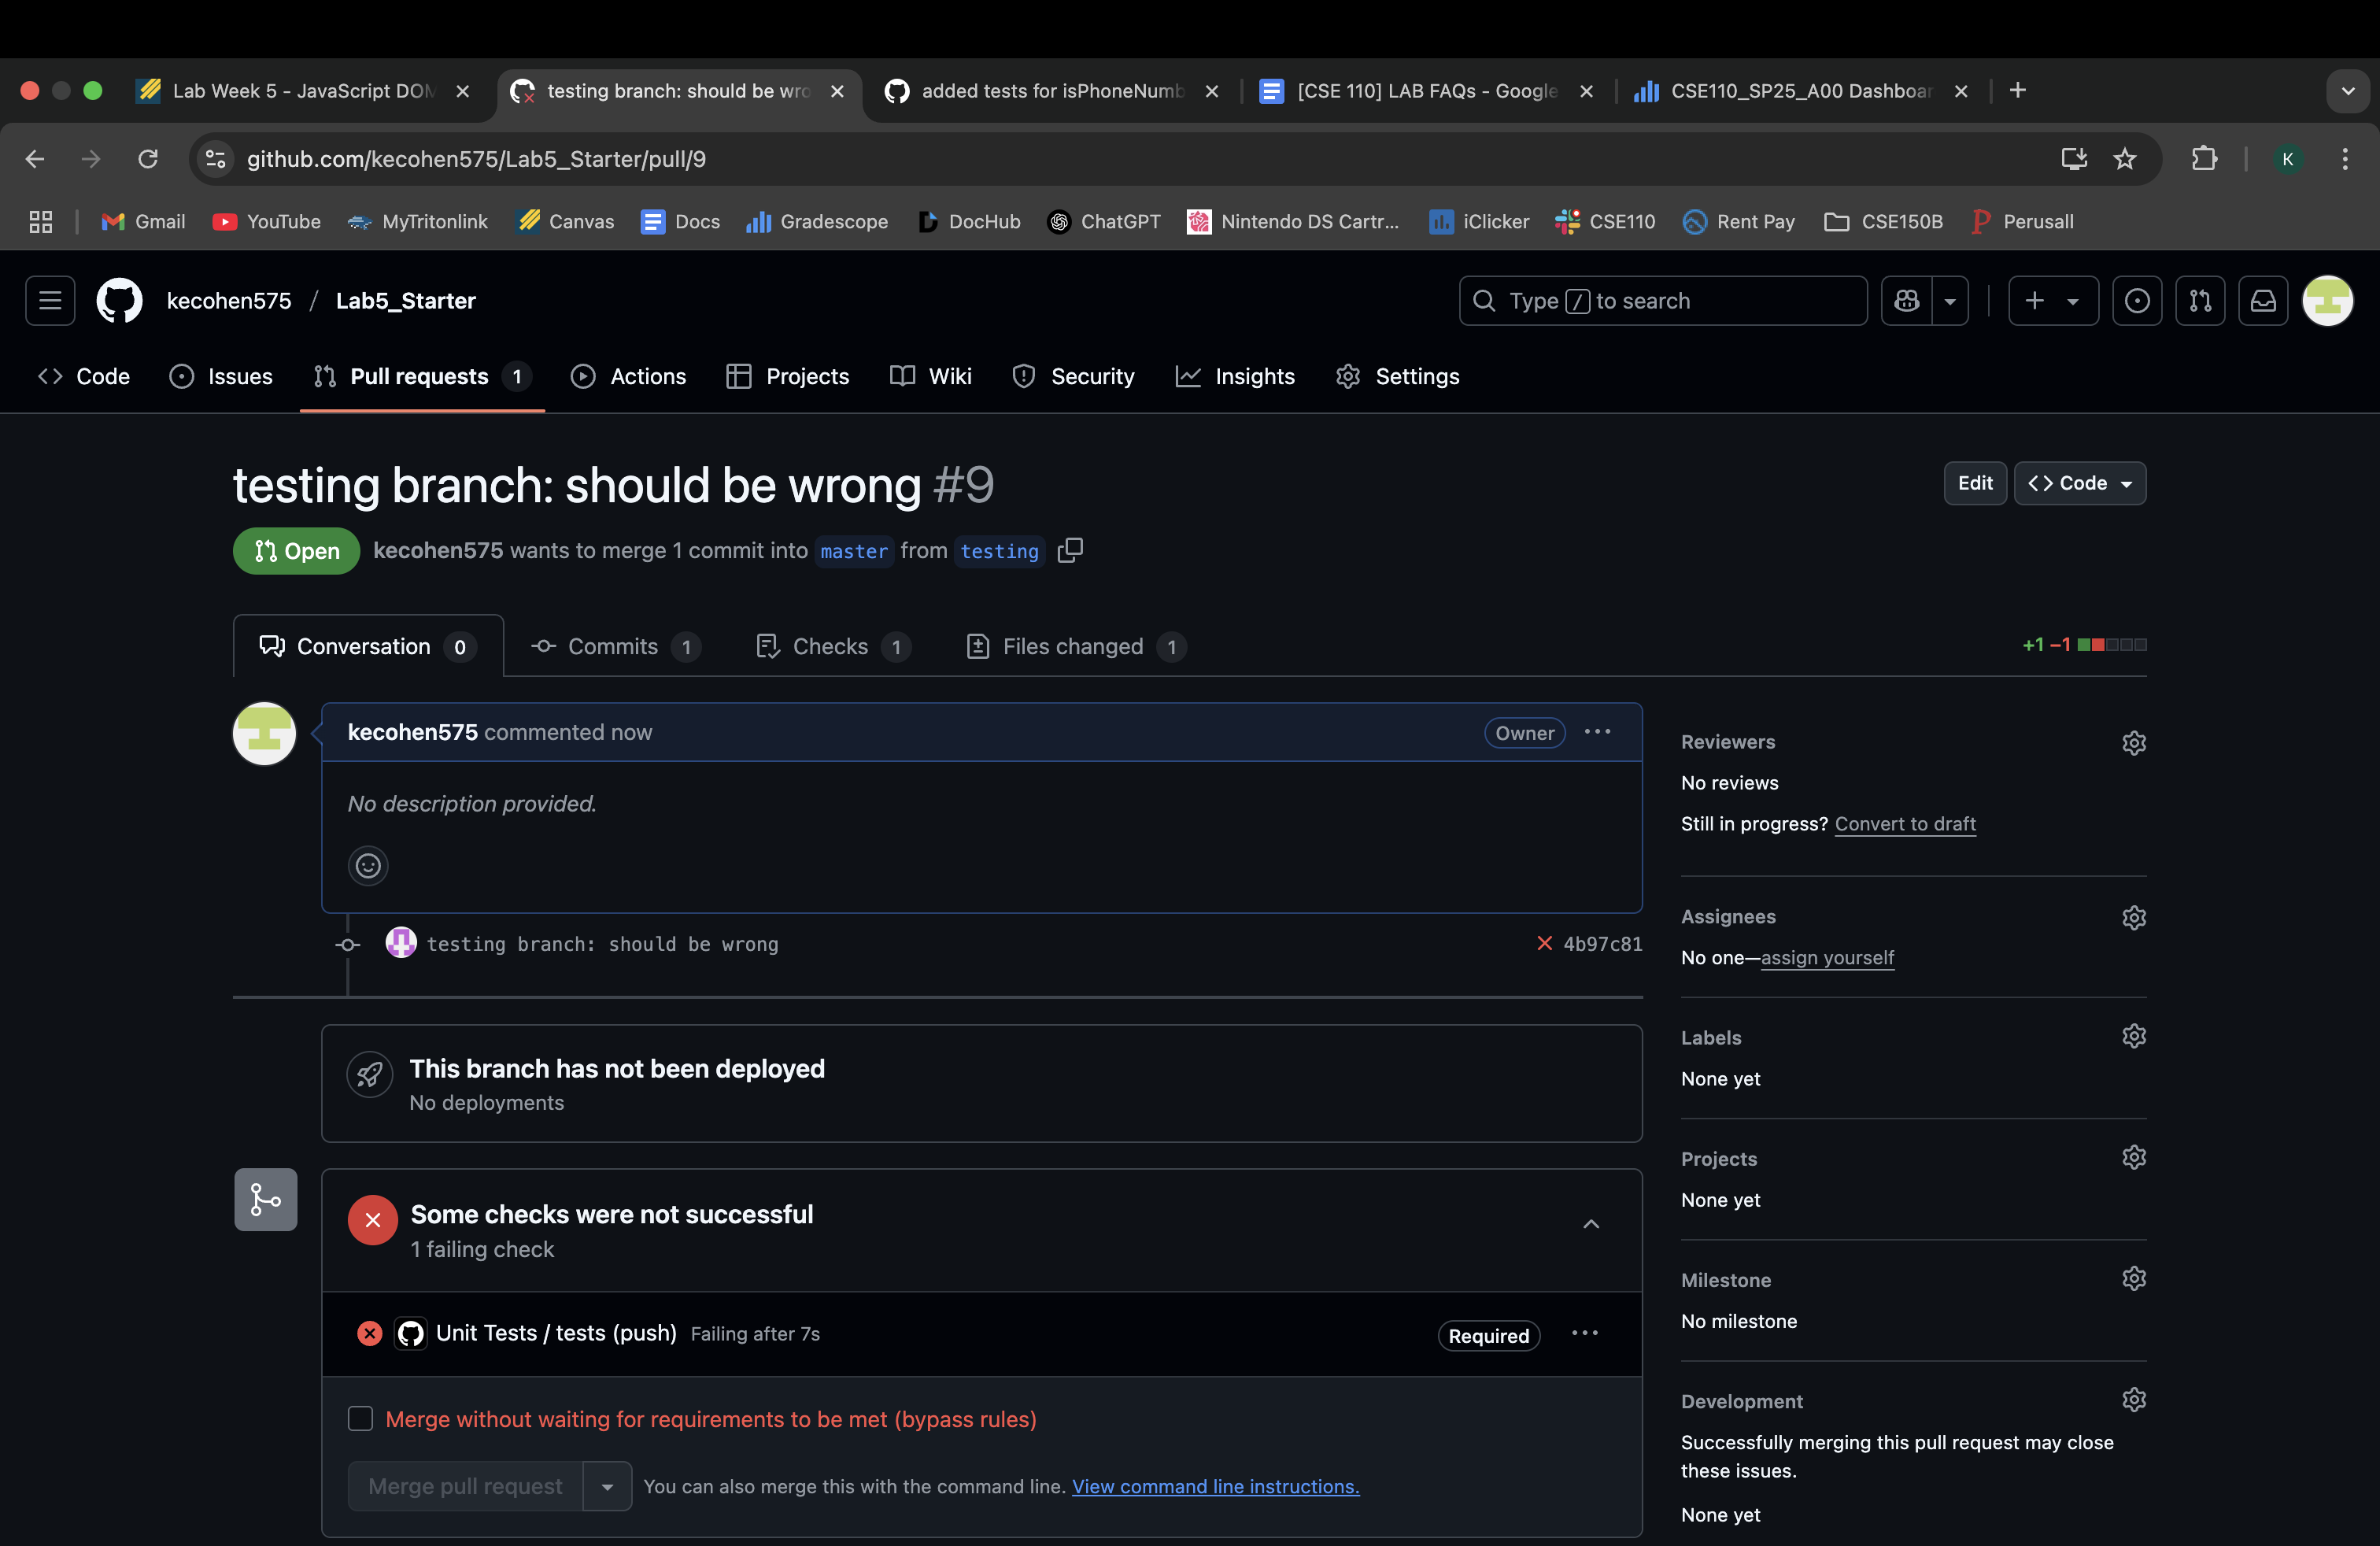 Lab Week 5 - JavaScript DOM
testing branch: should be wro
added tests for isPhoneNumb
[CSE 110] LAB FAQs - Google
CSE110_SP25_A00 Dashboar
github.com/kecohen575/Lab5_Starter/pull/9
K
Gmail
YouTube
MyTritonlink
Canvas
Docs
Gradescope
DocHub
ChatGPT
Nintendo DS Cartr...
iClicker
CSE110
Rent Pay
CSE150B
Perusall
kecohen575 / Lab5_Starter
Type / to search
Code
Issues
Pull requests 1
Actions
Projects
Wiki
Security
Insights
Settings
testing branch: should be wrong #9
Edit
<> Code
Open
kecohen575 wants to merge 1 commit into master from testing
Conversation 0
Commits 1
Checks 1
Files changed 1
+1 −1
kecohen575 commented now
Owner
No description provided.
testing branch: should be wrong
4b97c81
This branch has not been deployed
No deployments
Some checks were not successful
1 failing check
Unit Tests / tests (push) Failing after 7s
Required
Merge without waiting for requirements to be met (bypass rules)
Merge pull request
You can also merge this with the command line. View command line instructions.
Reviewers
No reviews
Still in progress? Convert to draft
Assignees
No one—assign yourself
Labels
None yet
Projects
None yet
Milestone
No milestone
Development
Successfully merging this pull request may close
these issues.
None yet